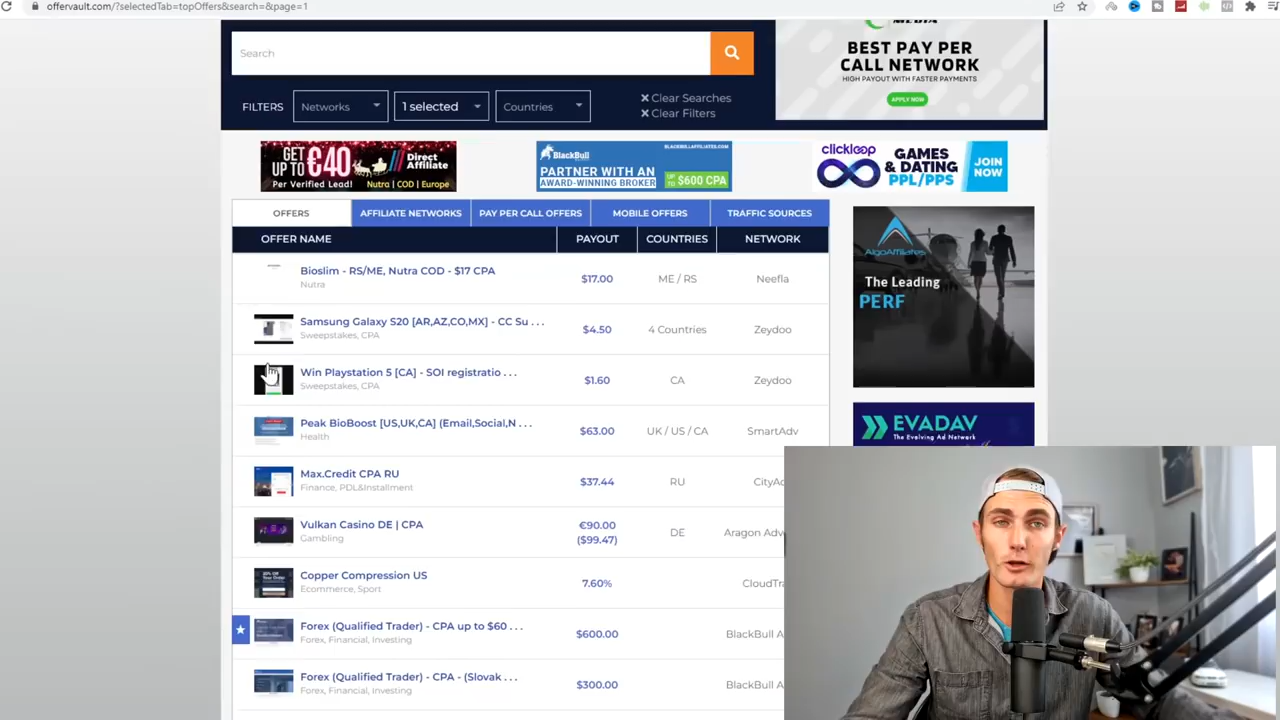 offervault.com/?selectedTab=topOffers&search=&page=1
Search
FILTERS
Networks
1 selected
Countries
Clear Searches
Clear Filters
BEST PAY PER
CALL NETWORK
HIGH PAYOUT WITH FASTER PAYMENTS
APPLY NOW
GET UP TO €40
Per Verified Lead!
Direct
Affiliate
Nutra | COD | Europe
BlackBull
AFFILIATES
BLACKBULLAFFILIATES.COM
PARTNER WITH AN
AWARD-WINNING BROKER
UP TO $600 CPA
clickloop
GAMES
& DATING
PPL/PPS
JOIN
NOW
OFFERS
AFFILIATE NETWORKS
PAY PER CALL OFFERS
MOBILE OFFERS
TRAFFIC SOURCES
OFFER NAME
PAYOUT
COUNTRIES
NETWORK
Bioslim - RS/ME, Nutra COD - $17 CPA
Nutra
$17.00
ME / RS
Neefla
Samsung Galaxy S20 [AR,AZ,CO,MX] - CC Su . . .
Sweepstakes, CPA
$4.50
4 Countries
Zeydoo
Win Playstation 5 [CA] - SOI registratio . . .
Sweepstakes, CPA
$1.60
CA
Zeydoo
Peak BioBoost [US,UK,CA] (Email,Social,N . . .
Health
$63.00
UK / US / CA
SmartAdv
Max.Credit CPA RU
Finance, PDL&Installment
$37.44
RU
CityAd
Vulkan Casino DE | CPA
Gambling
€90.00
($99.47)
DE
Aragon Adv
Copper Compression US
Ecommerce, Sport
7.60%
CloudTra
Forex (Qualified Trader) - CPA up to $60 . . .
Forex, Financial, Investing
$600.00
BlackBull A
Forex (Qualified Trader) - CPA - (Slovak . . .
Forex, Financial, Investing
$300.00
BlackBull A
AlgoAffiliates
The Leading
PERF
EVADAV
The Evolving Ad Network